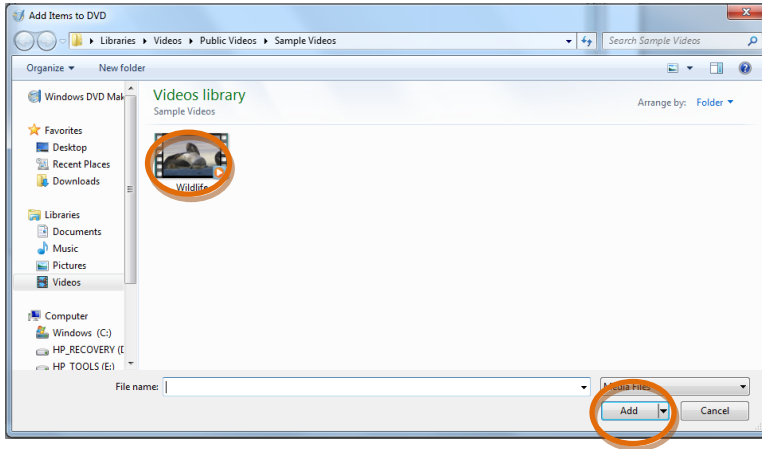 Add Items to DVD
Libraries ▸ Videos ▸ Public Videos ▸ Sample Videos
Search Sample Videos
Organize
New folder
Windows DVD Mak
Favorites
Desktop
Recent Places
Downloads
Libraries
Documents
Music
Pictures
Videos
Computer
Windows (C:)
HP_RECOVERY (D
HP_TOOLS (E:)
Videos library
Sample Videos
Arrange by: Folder
Wildlife
File name:
Media Files
Add
Cancel